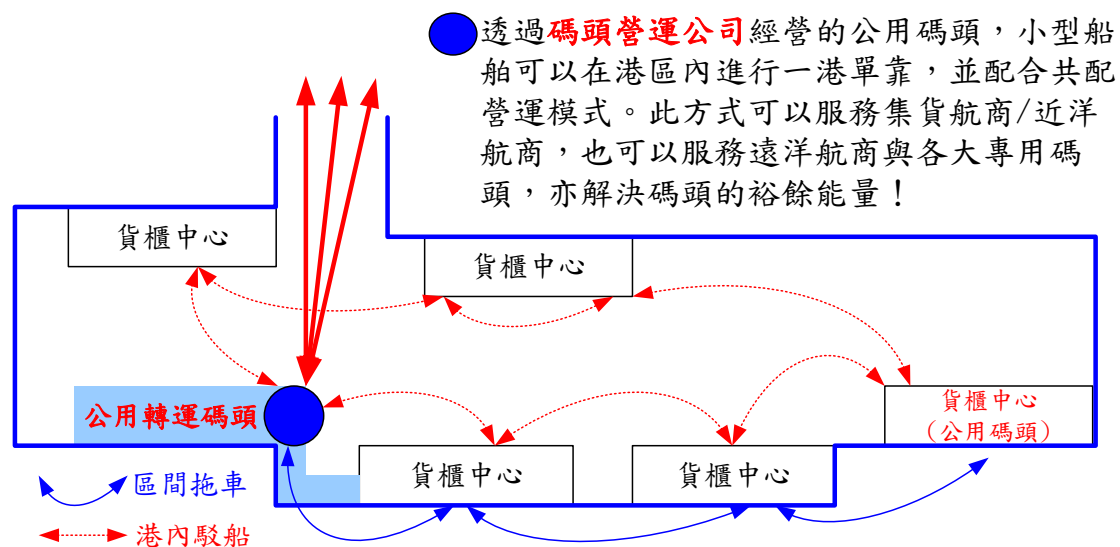 透過碼頭營運公司經營的公用碼頭，小型船
舶可以在港區內進行一港單靠，並配合共配
營運模式。此方式可以服務集貨航商/近洋
航商，也可以服務遠洋航商與各大專用碼
頭，亦解決碼頭的裕餘能量！
貨櫃中心
貨櫃中心
公用轉運碼頭
貨櫃中心
（公用碼頭）
貨櫃中心
貨櫃中心
區間拖車
港內駁船